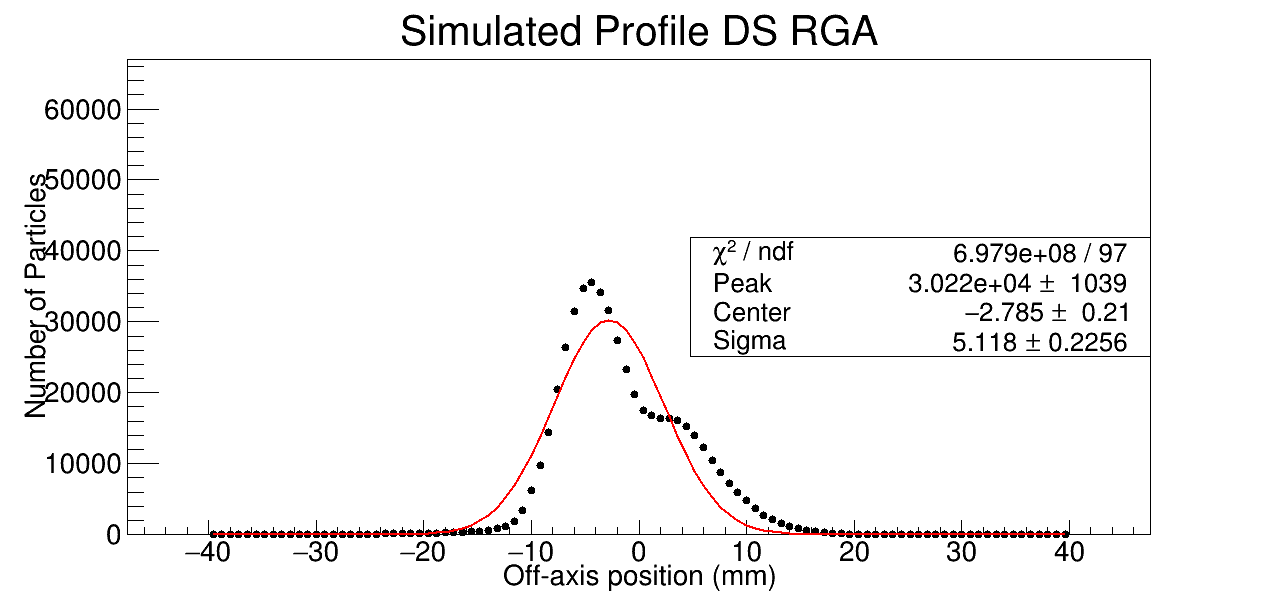 Simulated Profile DS RGA
Number of Particles
60000
50000
40000
30000
20000
10000
0
χ² / ndf 6.979e+08 / 97
Peak 3.022e+04 ± 1039
Center −2.785 ± 0.21
Sigma 5.118 ± 0.2256
−40 −30 −20 −10 0 10 20 30 40
Off-axis position (mm)